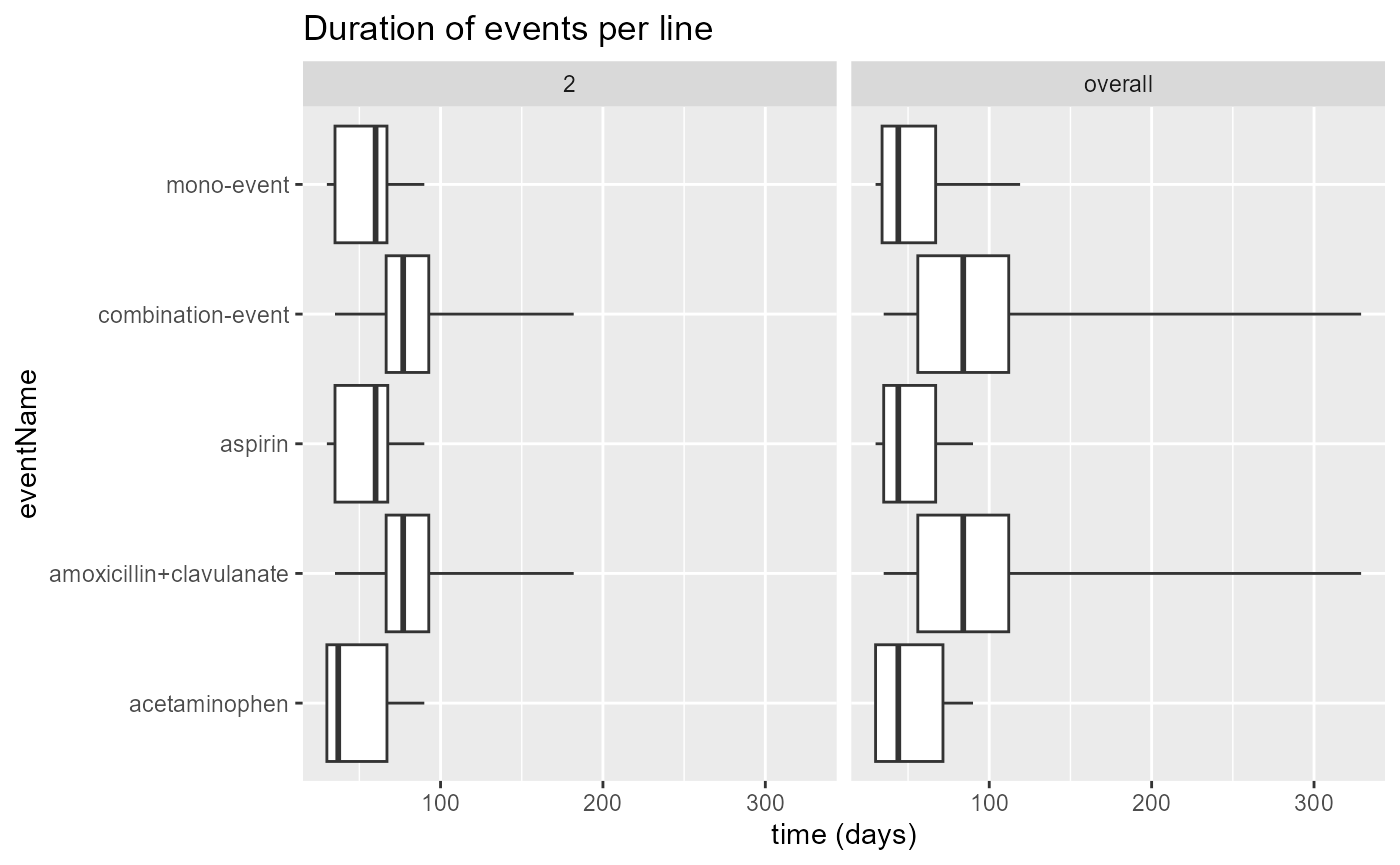 Duration of events per line
2
overall
mono-event
combination-event
aspirin
amoxicillin+clavulanate
acetaminophen
eventName
100 200 300
100 200 300
time (days)